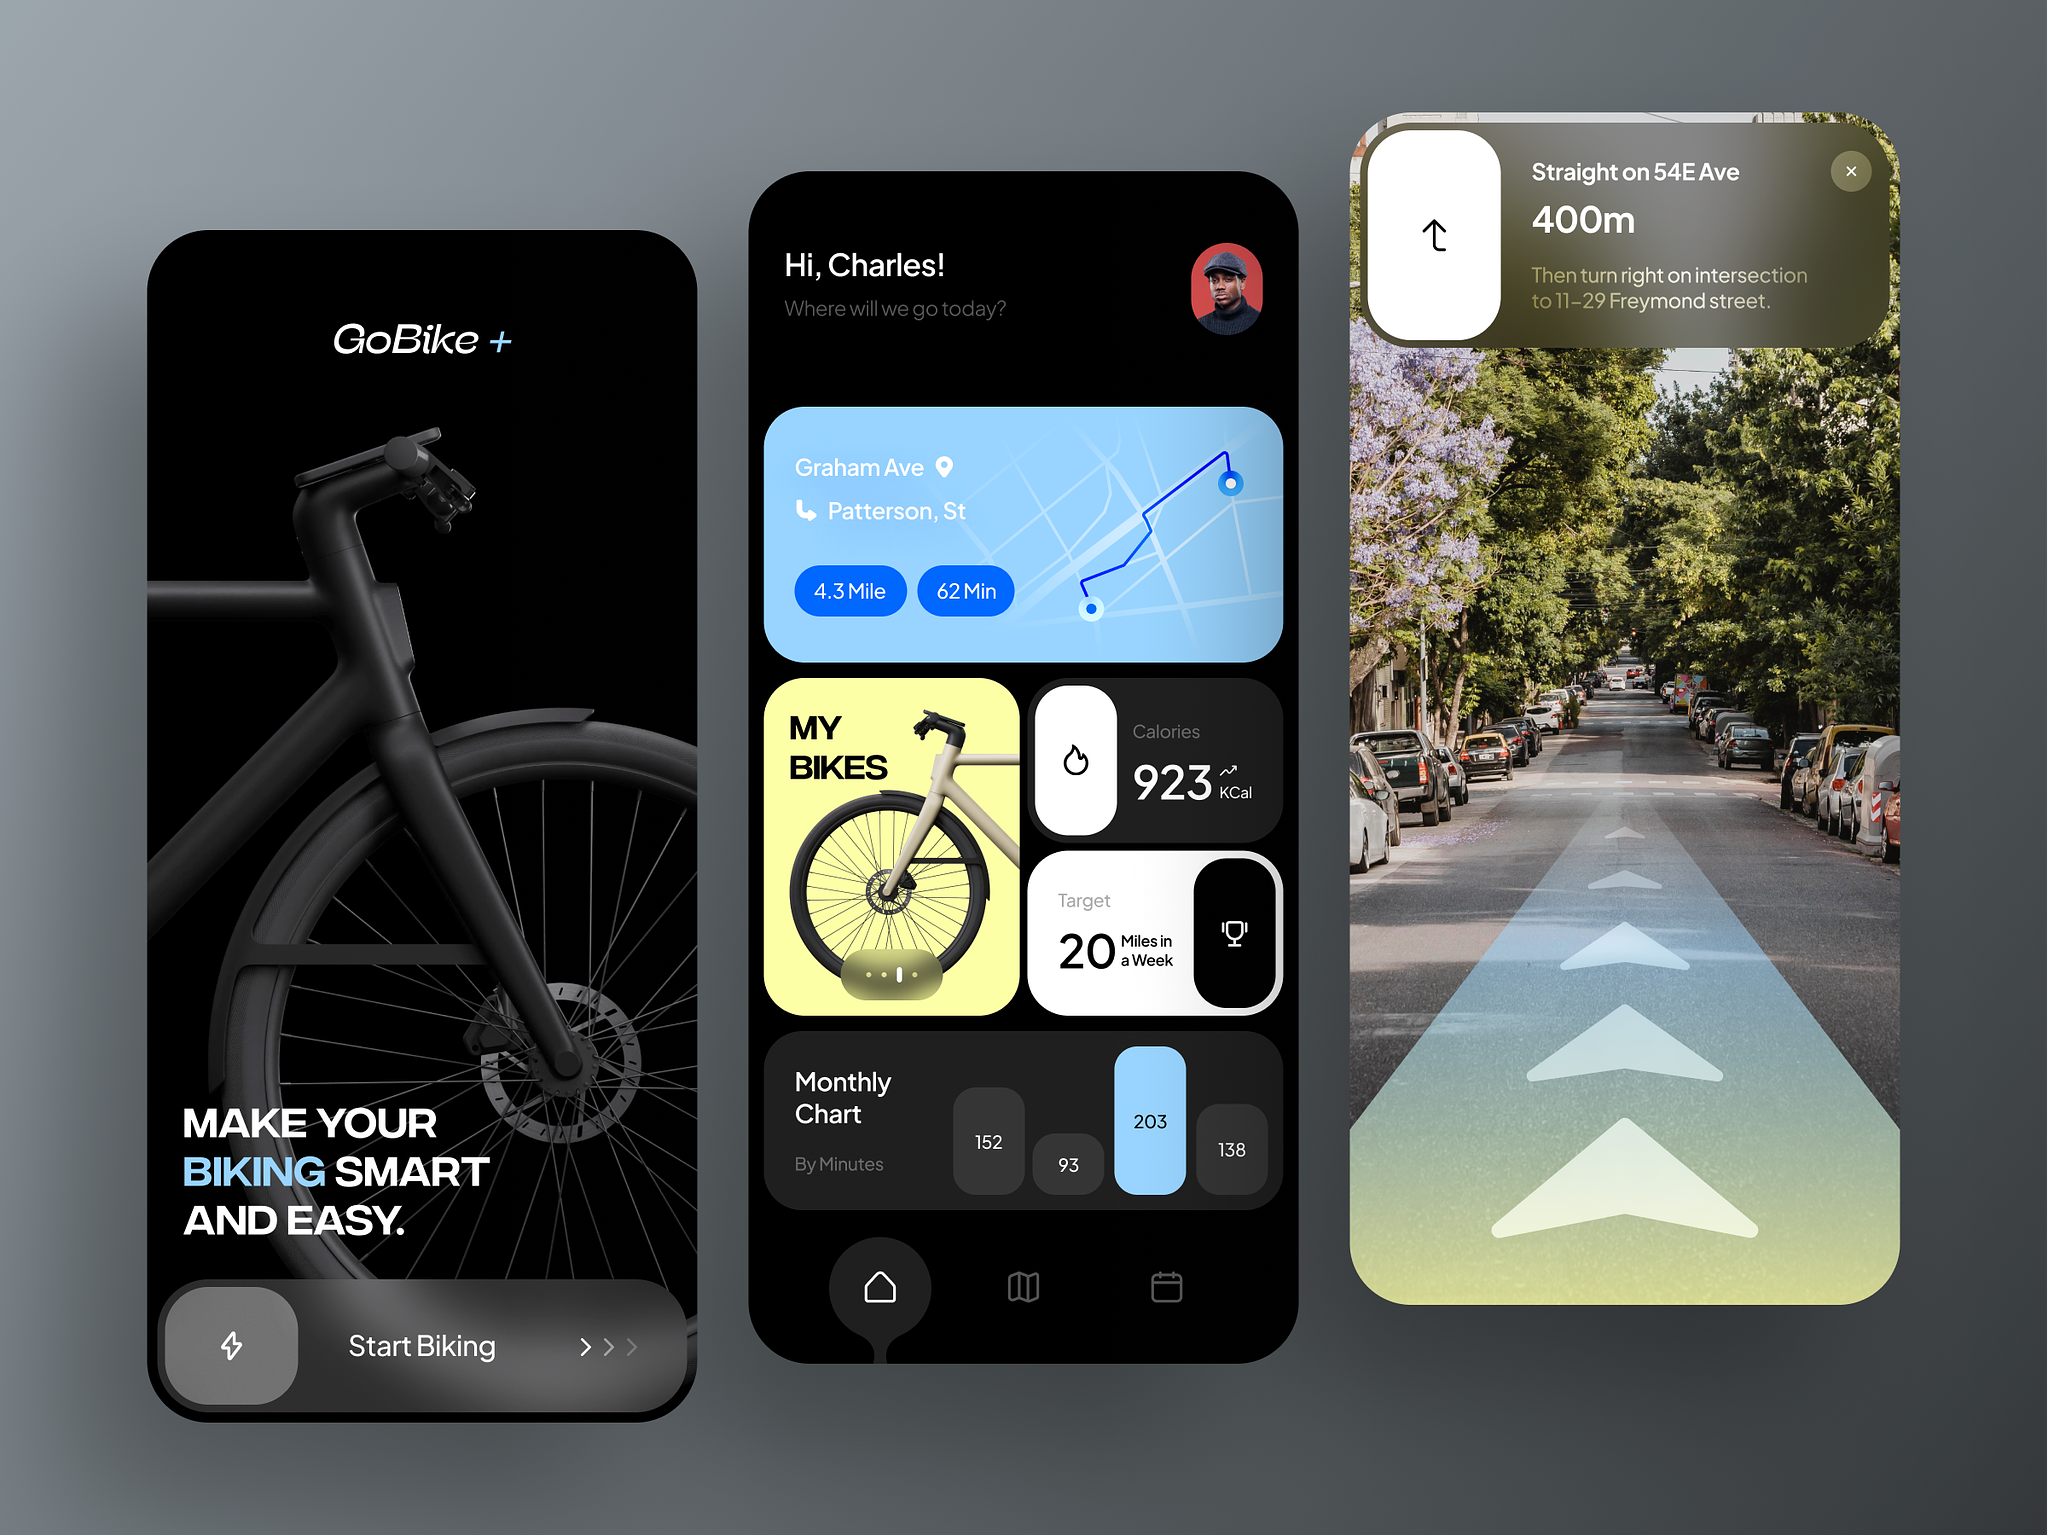 GoBike +
MAKE YOUR
BIKING SMART
AND EASY.
Start Biking
Hi, Charles!
Where will we go today?
Graham Ave
Patterson, St
4.3 Mile
62 Min
MY
BIKES
Calories
923
KCal
Target
20
Miles in
a Week
Monthly
Chart
By Minutes
152
93
203
138
Straight on 54E Ave
400m
Then turn right on intersection
to 11–29 Freymond street.